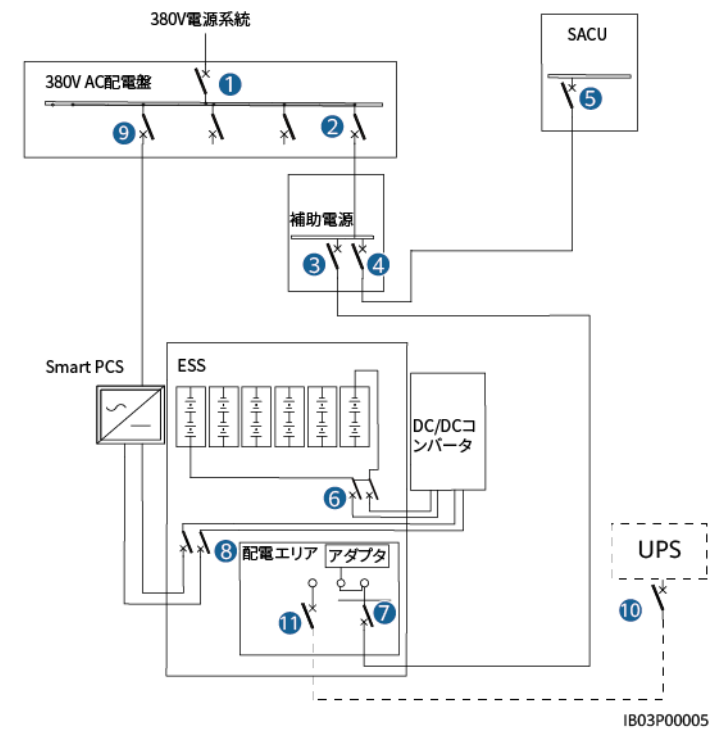 380V電源系統
SACU
380V AC配電盤
1
5
9
2
補助電源
3
4
Smart PCS
ESS
DC/DCコ
ンバータ
6
8
配電エリア
アダプタ
UPS
7
10
11
IB03P00005